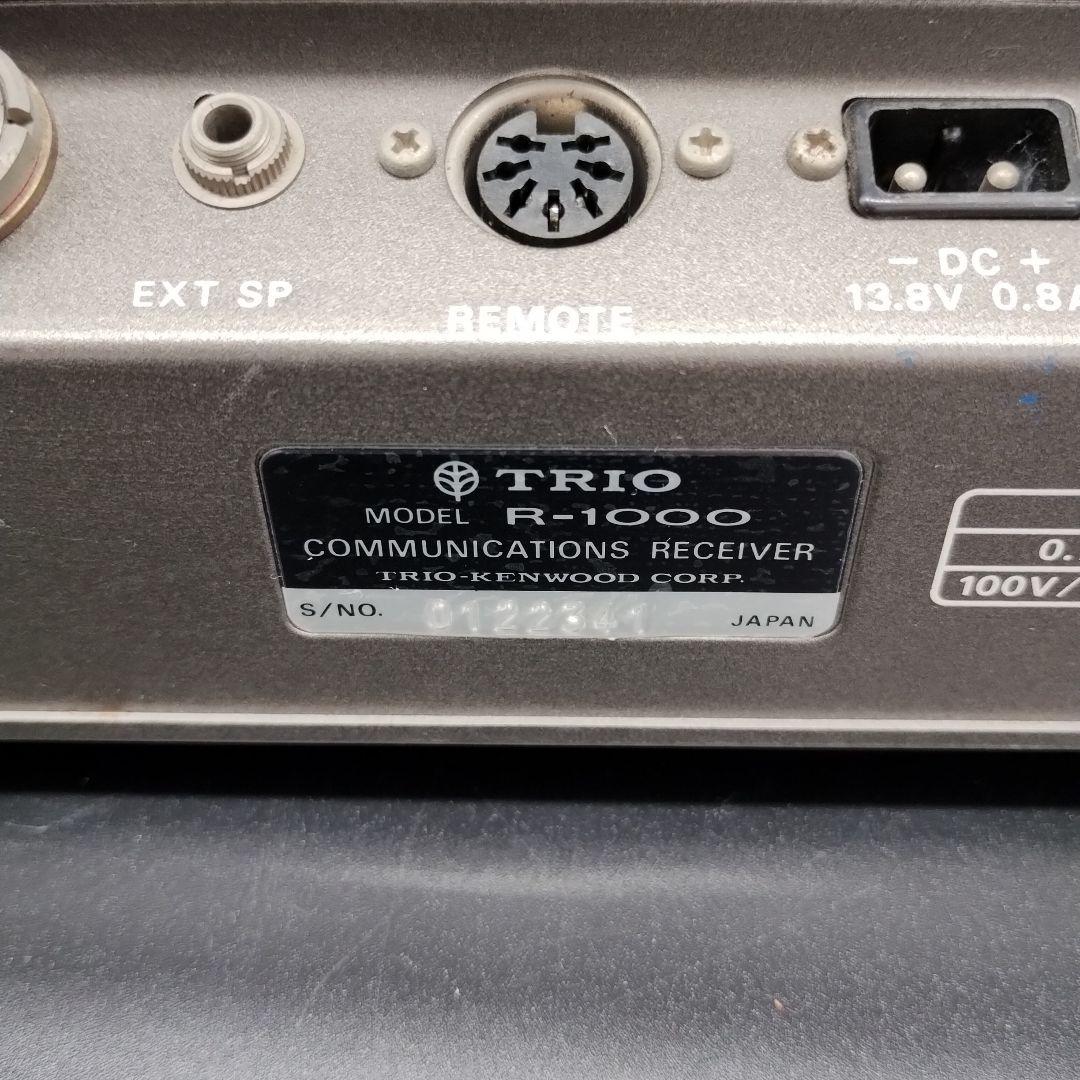 EXT SP
REMOTE
− DC +
13.8V 0.8A
TRIO
MODEL R-1000
COMMUNICATIONS RECEIVER
TRIO-KENWOOD CORP.
S/NO. 0122341 JAPAN
0.
100V/